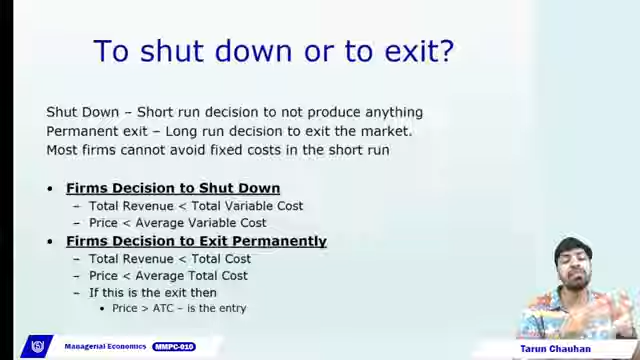 To shut down or to exit?
Shut Down – Short run decision to not produce anything
Permanent exit – Long run decision to exit the market.
Most firms cannot avoid fixed costs in the short run
• Firms Decision to Shut Down
– Total Revenue < Total Variable Cost
– Price < Average Variable Cost
• Firms Decision to Exit Permanently
– Total Revenue < Total Cost
– Price < Average Total Cost
– If this is the exit then
• Price > ATC – is the entry
Managerial Economics MMPC-010
Tarun Chauhan